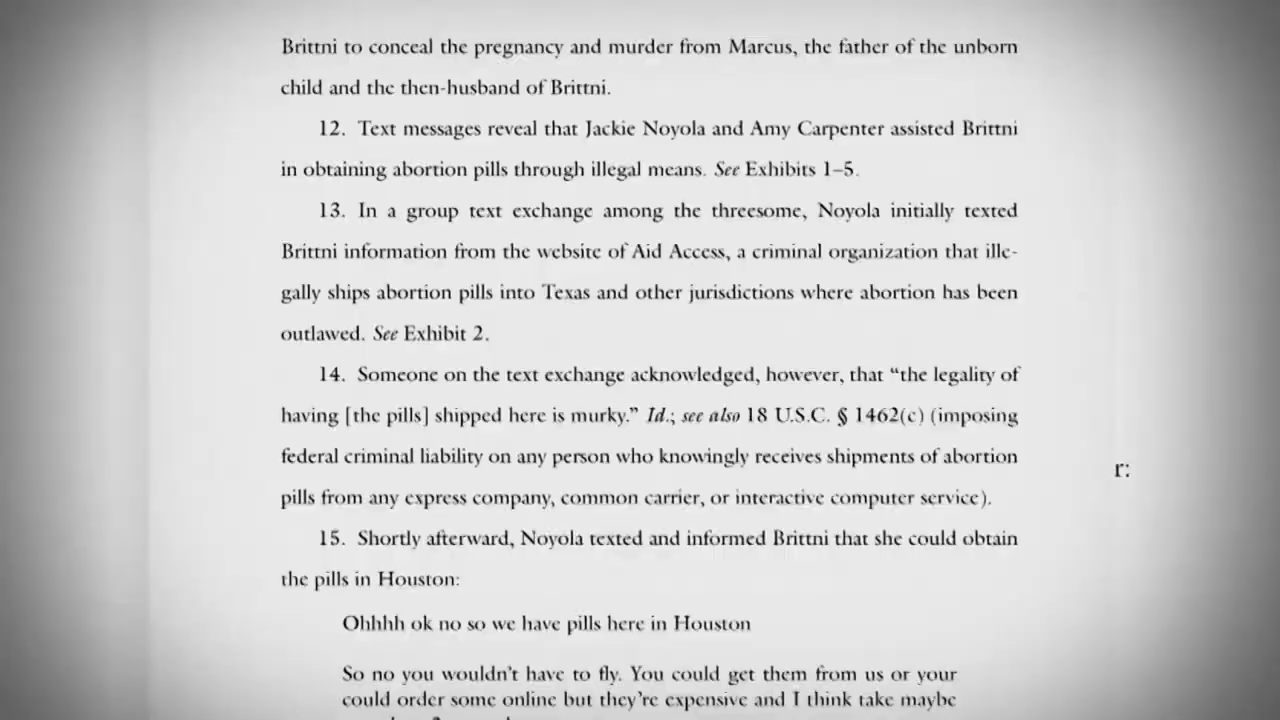 Brittni to conceal the pregnancy and murder from Marcus, the father of the unborn
child and the then-husband of Brittni.
12. Text messages reveal that Jackie Noyola and Amy Carpenter assisted Brittni
in obtaining abortion pills through illegal means. See Exhibits 1–5.
13. In a group text exchange among the threesome, Noyola initially texted
Brittni information from the website of Aid Access, a criminal organization that ille-
gally ships abortion pills into Texas and other jurisdictions where abortion has been
outlawed. See Exhibit 2.
14. Someone on the text exchange acknowledged, however, that “the legality of
having [the pills] shipped here is murky.” Id.; see also 18 U.S.C. § 1462(c) (imposing
federal criminal liability on any person who knowingly receives shipments of abortion
pills from any express company, common carrier, or interactive computer service).
r:
15. Shortly afterward, Noyola texted and informed Brittni that she could obtain
the pills in Houston:
Ohhhh ok no so we have pills here in Houston
So no you wouldn’t have to fly. You could get them from us or your
could order some online but they’re expensive and I think take maybe